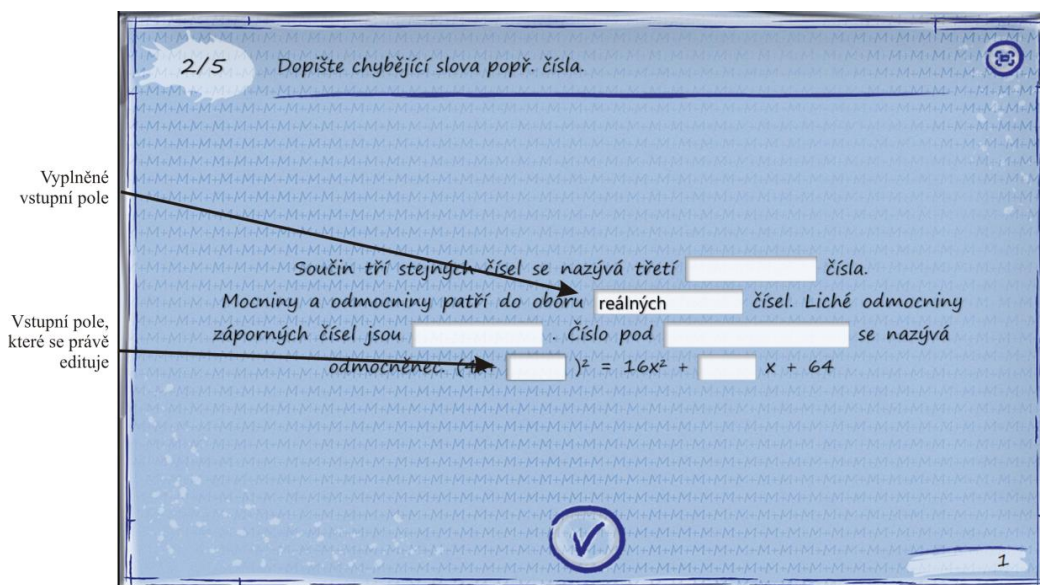 2/5 Dopište chybějící slova popř. čísla.
Vyplněné
vstupní pole
Součin tří stejných čísel se nazývá třetí čísla.
Mocniny a odmocniny patří do oboru reálných čísel. Liché odmocniny
záporných čísel jsou . Číslo pod se nazývá
odmocněnec. (4x + )² = 16x² + x + 64
Vstupní pole,
které se právě
edituje
1